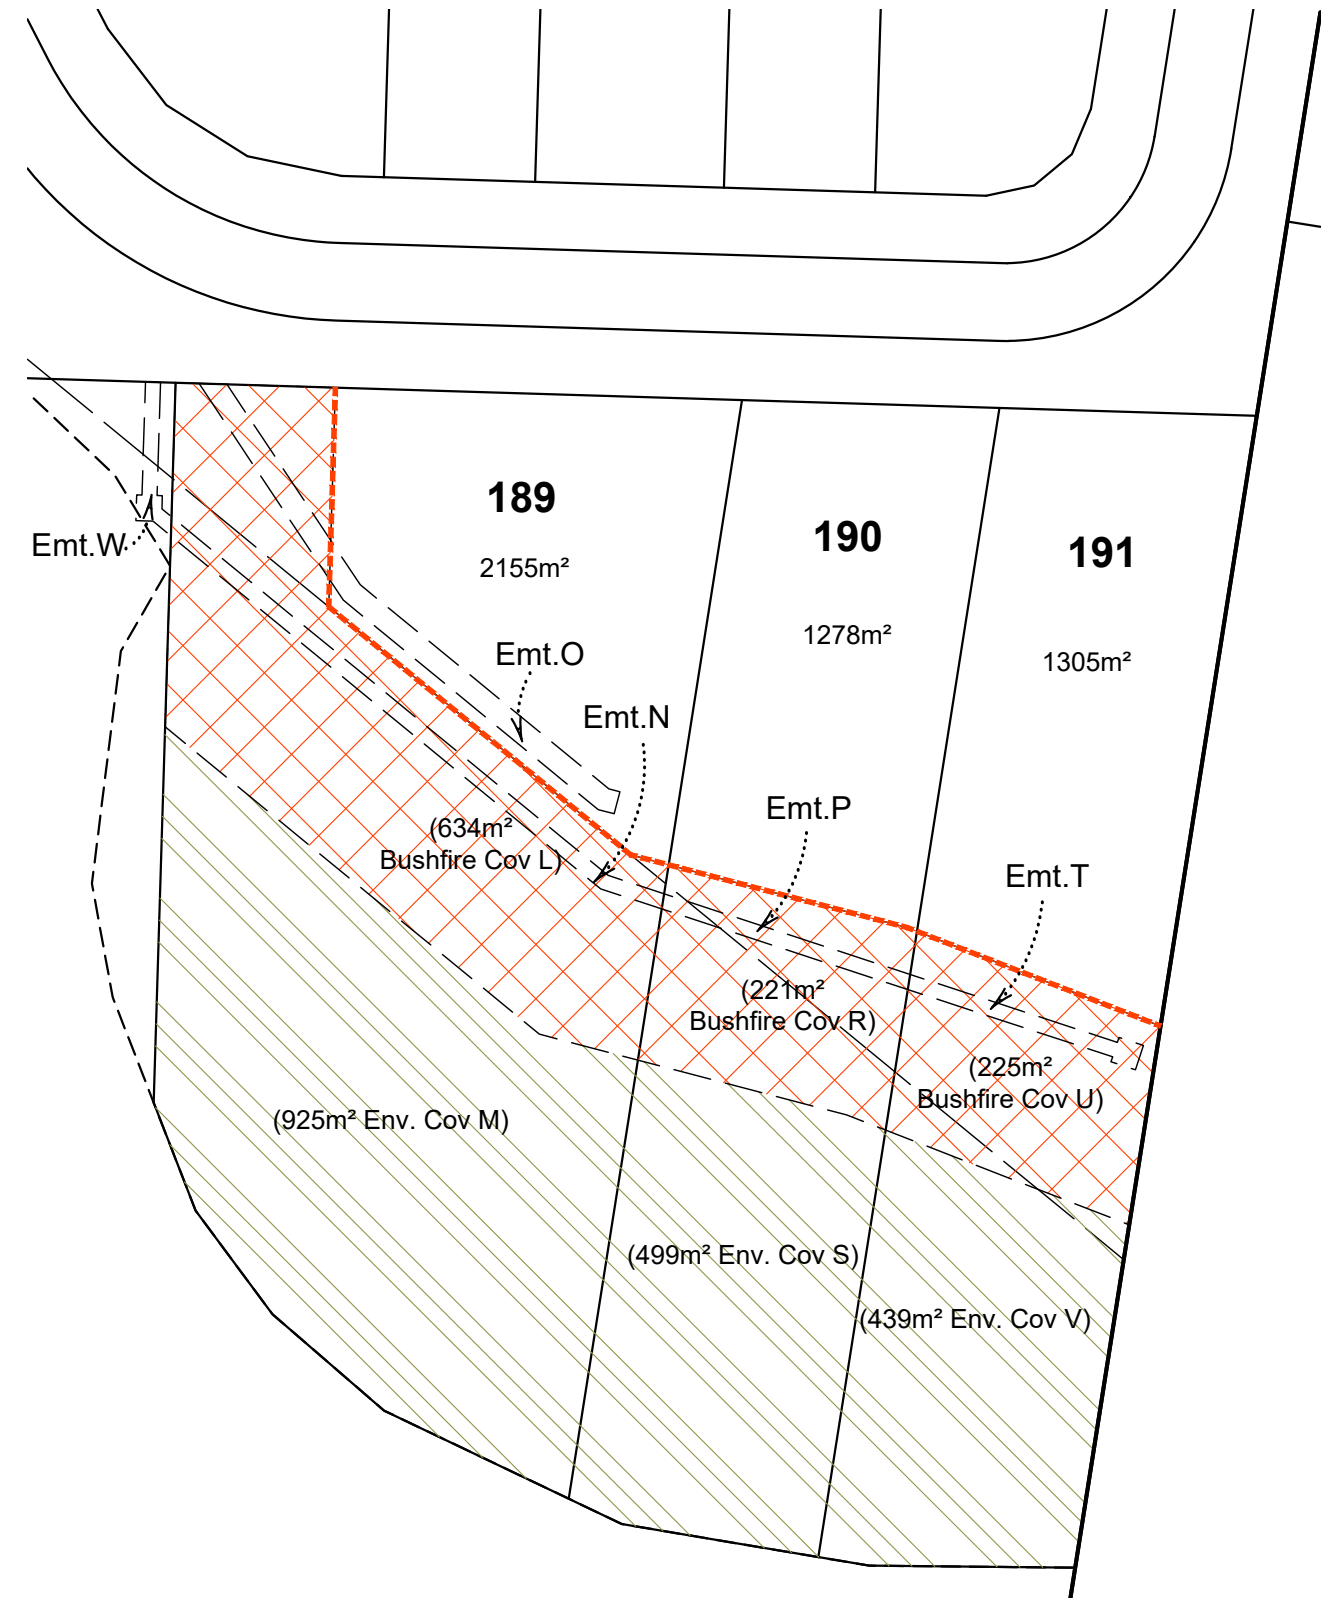 189
2155m²
190
1278m²
191
1305m²
Emt.W
Emt.O
Emt.N
Emt.P
Emt.T
(634m²
Bushfire Cov L)
(221m²
Bushfire Cov R)
(225m²
Bushfire Cov U)
(925m² Env. Cov M)
(499m² Env. Cov S)
(439m² Env. Cov V)